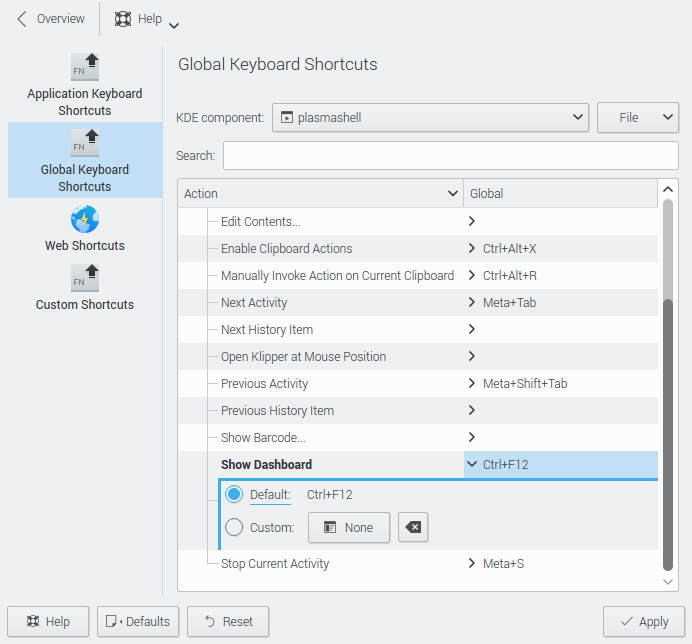 Overview
Help
Global Keyboard Shortcuts
FN
Application Keyboard
Shortcuts
FN
Global Keyboard
Shortcuts
Web Shortcuts
FN
Custom Shortcuts
KDE component: plasmashell File
Search:
Action Global
Edit Contents...
Enable Clipboard Actions Ctrl+Alt+X
Manually Invoke Action on Current Clipboard Ctrl+Alt+R
Next Activity Meta+Tab
Next History Item
Open Klipper at Mouse Position
Previous Activity Meta+Shift+Tab
Previous History Item
Show Barcode...
Show Dashboard Ctrl+F12
Default: Ctrl+F12
Custom: None
Stop Current Activity Meta+S
Help Defaults Reset Apply